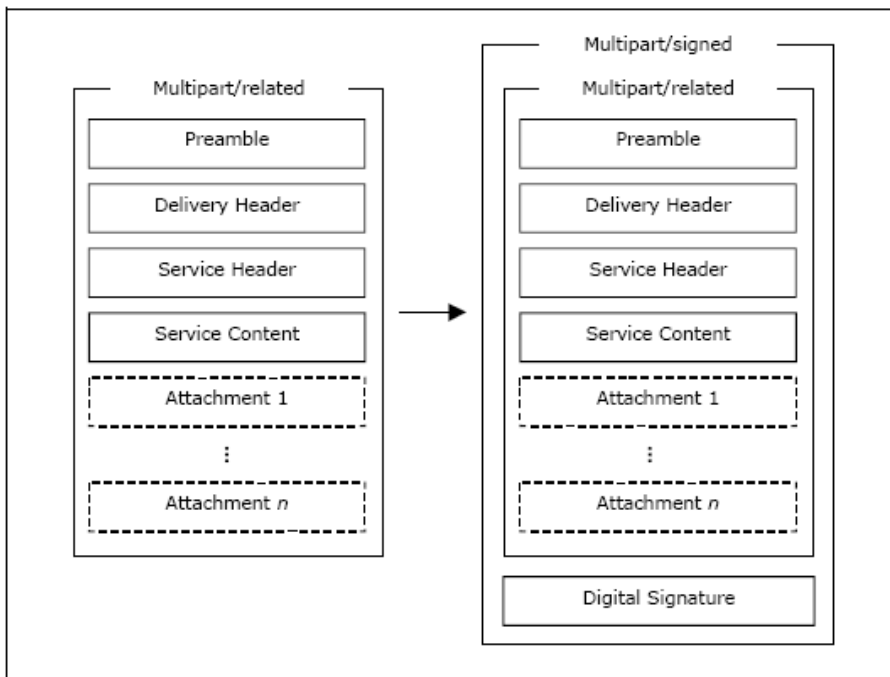 Multipart/related
Preamble
Delivery Header
Service Header
Service Content
Attachment 1
⋮
Attachment n
Multipart/signed
Multipart/related
Preamble
Delivery Header
Service Header
Service Content
Attachment 1
⋮
Attachment n
Digital Signature